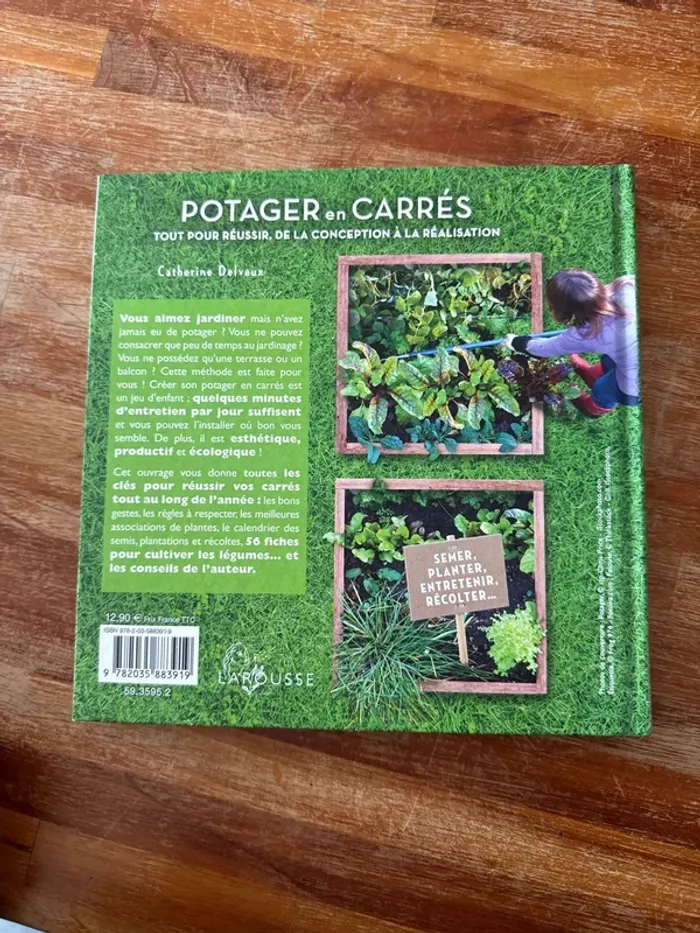 POTAGER en CARRÉS
TOUT POUR RÉUSSIR, DE LA CONCEPTION À LA RÉALISATION
Catherine Delvaux
Vous aimez jardiner mais n'avez
jamais eu de potager ? Vous ne pouvez
consacrer que peu de temps au jardinage ?
Vous ne possédez qu'une terrasse ou un
balcon ? Cette méthode est faite pour
vous ! Créer son potager en carrés est
un jeu d'enfant ; quelques minutes
d'entretien par jour suffisent
et vous pouvez l'installer où bon vous
semble. De plus, il est esthétique,
productif et écologique !
Cet ouvrage vous donne toutes les
clés pour réussir vos carrés
tout au long de l'année : les bons
gestes, les règles à respecter, les meilleures
associations de plantes, le calendrier des
semis, plantations et récoltes, 56 fiches
pour cultiver les légumes... et
les conseils de l'auteur.
SEMER,
PLANTER,
ENTRETENIR,
RÉCOLTER...
12,90 € Prix France TTC
ISBN 978-2-03-588391-9
9 782035 883919
59.3595.2
LAROUSSE